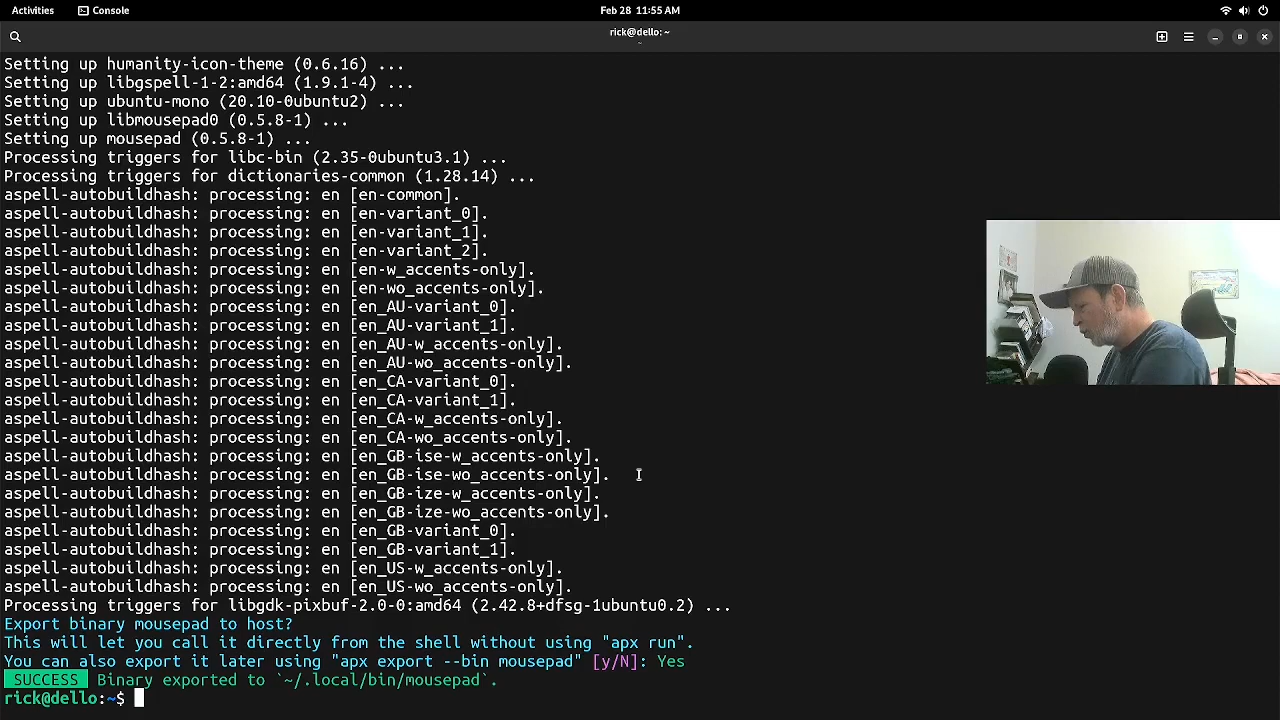 Activities
Console
Feb 28 11:55 AM
rick@dello: ~
~
Setting up humanity-icon-theme (0.6.16) ...
Setting up libgspell-1-2:amd64 (1.9.1-4) ...
Setting up ubuntu-mono (20.10-0ubuntu2) ...
Setting up libmousepad0 (0.5.8-1) ...
Setting up mousepad (0.5.8-1) ...
Processing triggers for libc-bin (2.35-0ubuntu3.1) ...
Processing triggers for dictionaries-common (1.28.14) ...
aspell-autobuildhash: processing: en [en-common].
aspell-autobuildhash: processing: en [en-variant_0].
aspell-autobuildhash: processing: en [en-variant_1].
aspell-autobuildhash: processing: en [en-variant_2].
aspell-autobuildhash: processing: en [en-w_accents-only].
aspell-autobuildhash: processing: en [en-wo_accents-only].
aspell-autobuildhash: processing: en [en_AU-variant_0].
aspell-autobuildhash: processing: en [en_AU-variant_1].
aspell-autobuildhash: processing: en [en_AU-w_accents-only].
aspell-autobuildhash: processing: en [en_AU-wo_accents-only].
aspell-autobuildhash: processing: en [en_CA-variant_0].
aspell-autobuildhash: processing: en [en_CA-variant_1].
aspell-autobuildhash: processing: en [en_CA-w_accents-only].
aspell-autobuildhash: processing: en [en_CA-wo_accents-only].
aspell-autobuildhash: processing: en [en_GB-ise-w_accents-only].
aspell-autobuildhash: processing: en [en_GB-ise-wo_accents-only].
aspell-autobuildhash: processing: en [en_GB-ize-w_accents-only].
aspell-autobuildhash: processing: en [en_GB-ize-wo_accents-only].
aspell-autobuildhash: processing: en [en_GB-variant_0].
aspell-autobuildhash: processing: en [en_GB-variant_1].
aspell-autobuildhash: processing: en [en_US-w_accents-only].
aspell-autobuildhash: processing: en [en_US-wo_accents-only].
Processing triggers for libgdk-pixbuf-2.0-0:amd64 (2.42.8+dfsg-1ubuntu0.2) ...
Export binary mousepad to host?
This will let you call it directly from the shell without using "apx run".
You can also export it later using "apx export --bin mousepad" [y/N]: Yes
SUCCESS Binary exported to `~/.local/bin/mousepad`.
rick@dello:~$